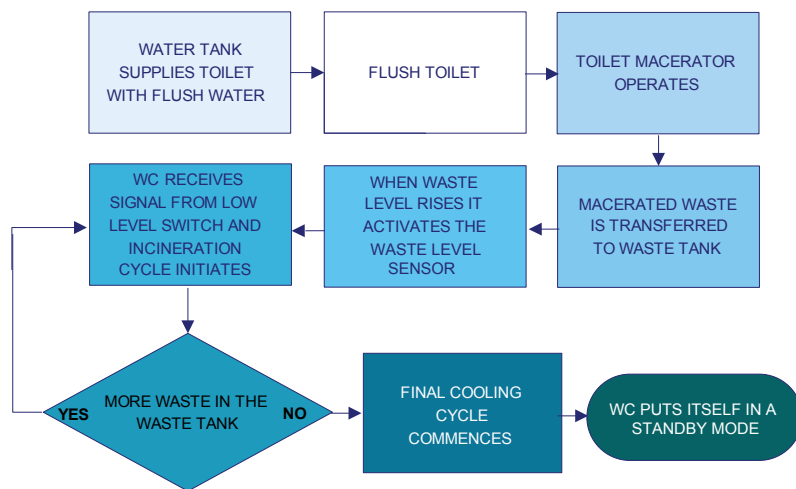 WATER TANK
SUPPLIES TOILET
WITH FLUSH WATER
FLUSH TOILET
TOILET MACERATOR
OPERATES
MACERATED WASTE
IS TRANSFERRED
TO WASTE TANK
WHEN WASTE
LEVEL RISES IT
ACTIVATES THE
WASTE LEVEL
SENSOR
WC RECEIVES
SIGNAL FROM LOW
LEVEL SWITCH AND
INCINERATION
CYCLE INITIATES
MORE WASTE IN THE
WASTE TANK
YES
NO
FINAL COOLING
CYCLE
COMMENCES
WC PUTS ITSELF IN A
STANDBY MODE